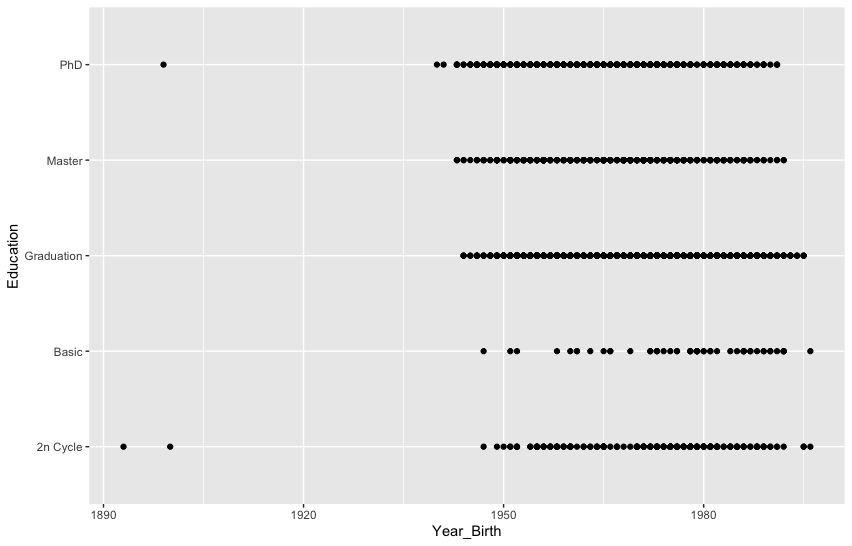 PhD
Master
Graduation
Basic
2n Cycle
Education
1890 1920 1950 1980
Year_Birth